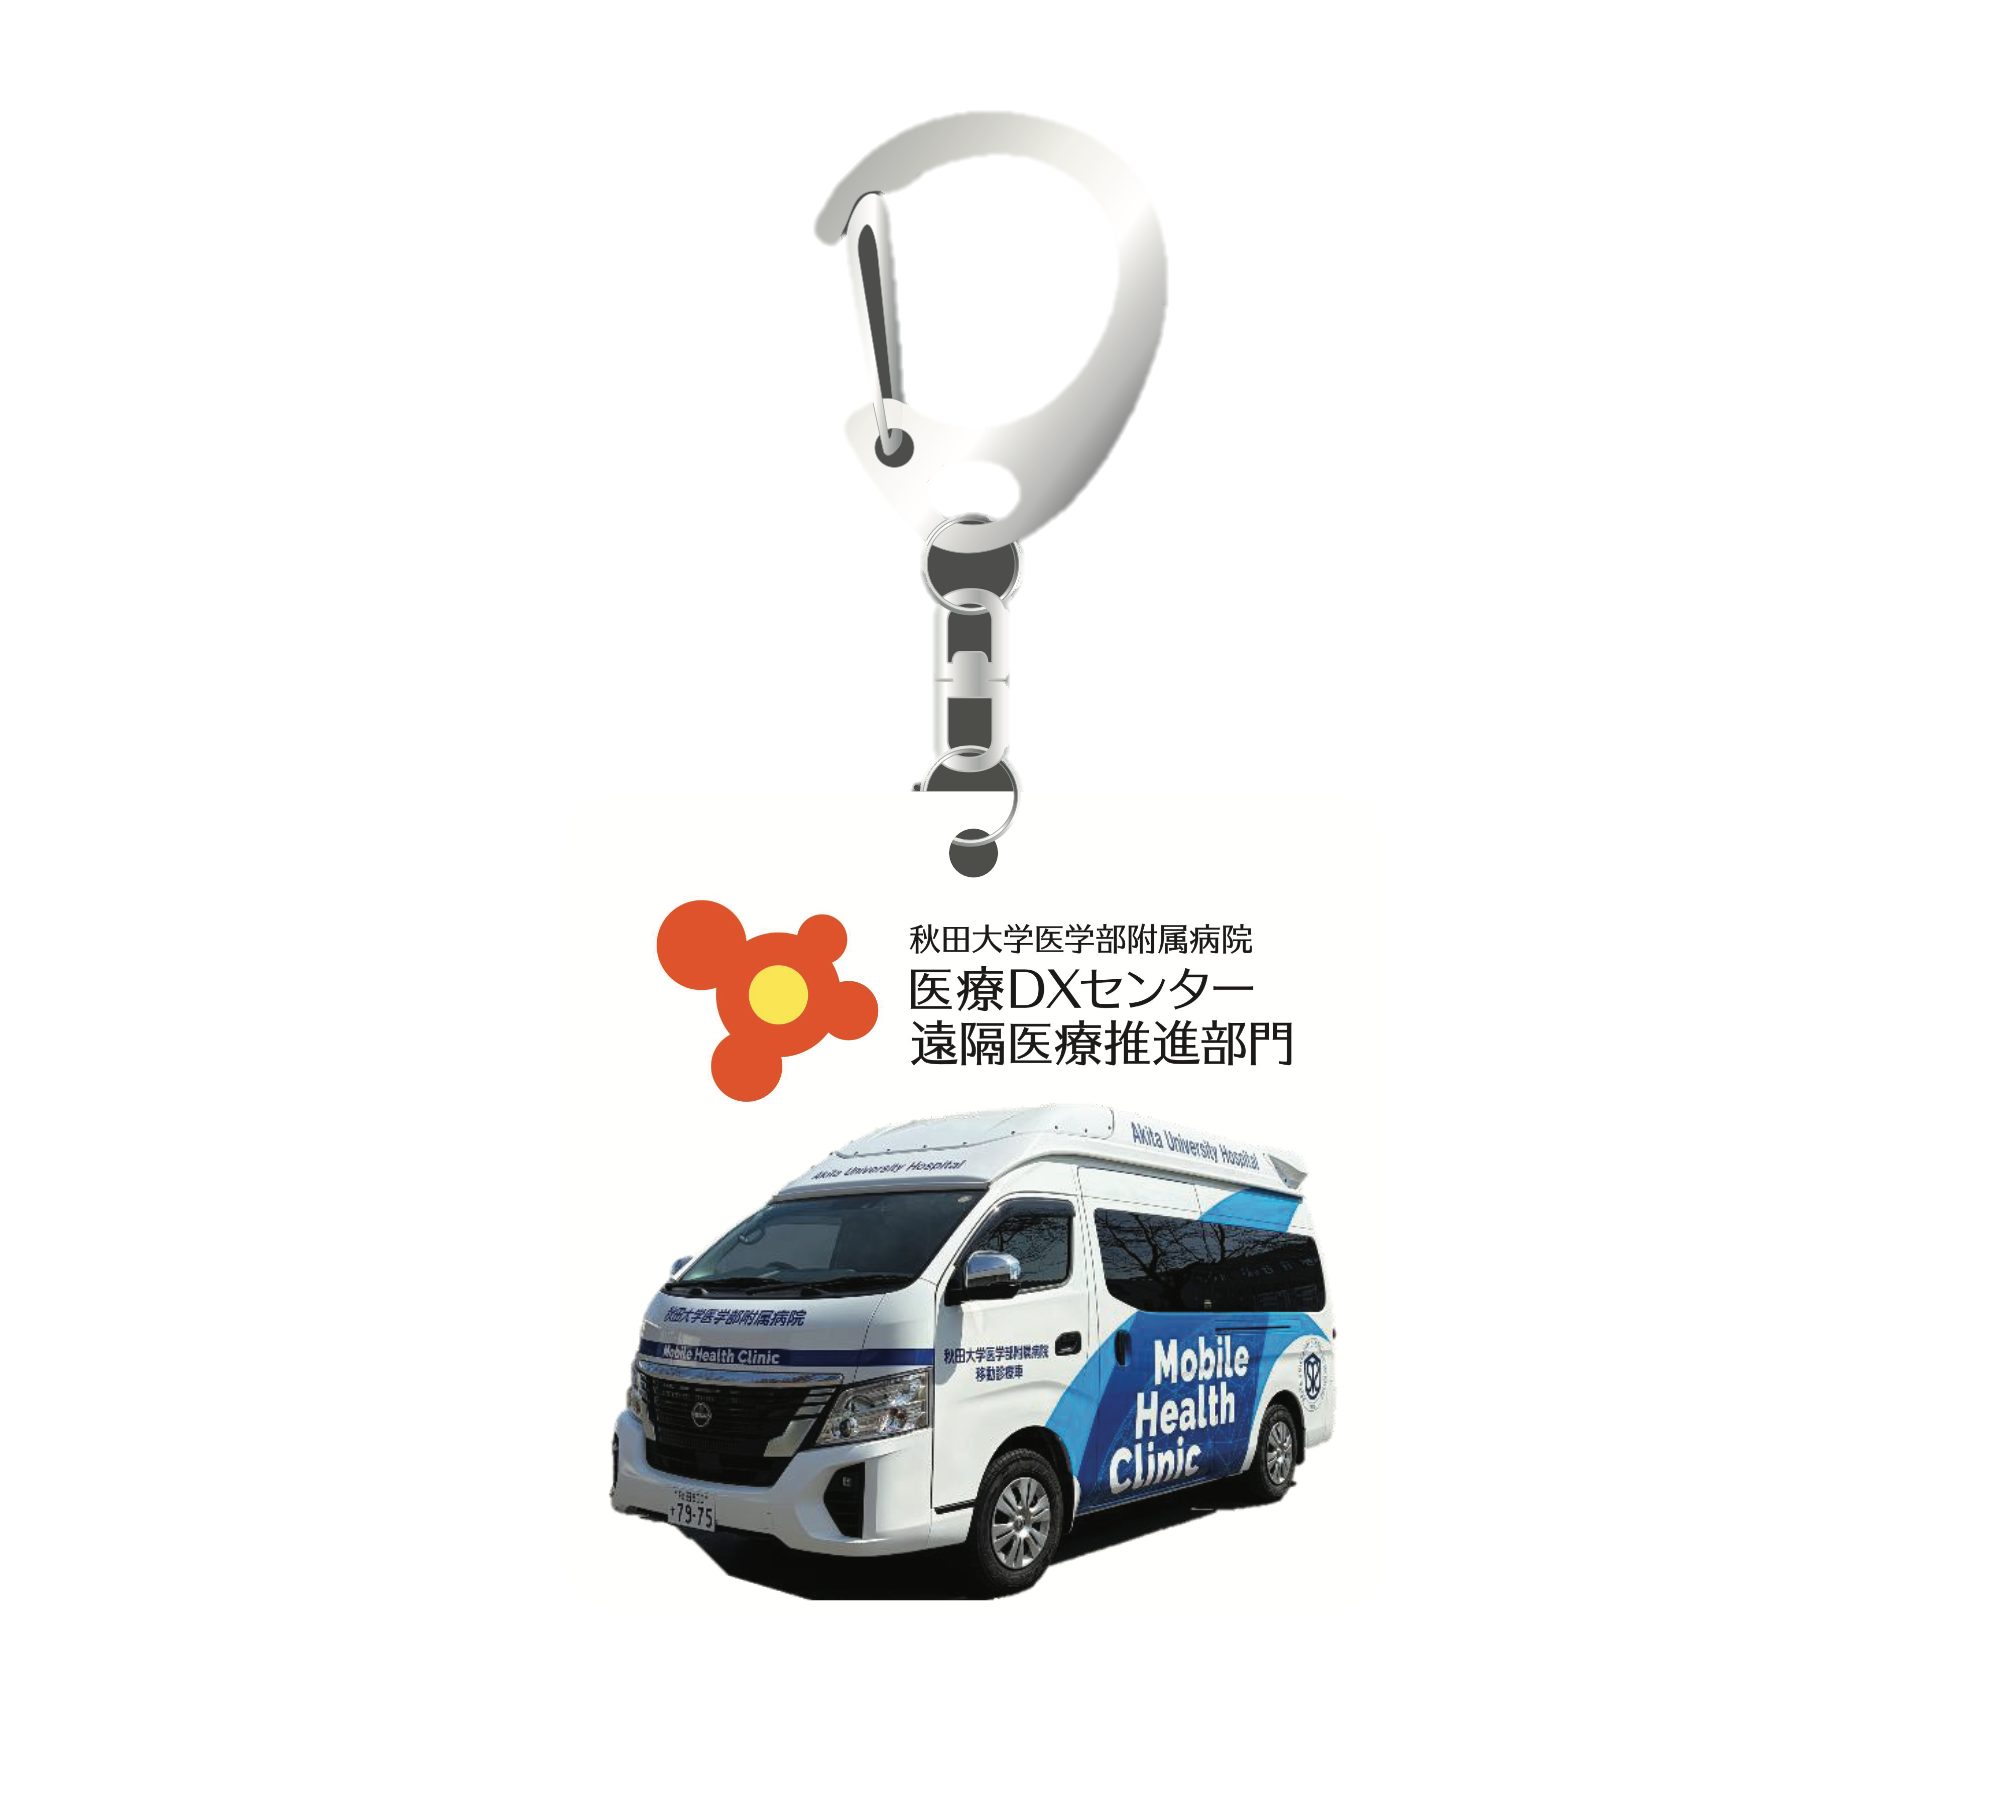 秋田大学医学部附属病院
医療DXセンター
遠隔医療推進部門
Akita University Hospital
Akita University Hospital
秋田大学医学部附属病院
Mobile Health Clinic
秋田大学医学部附属病院
移動診療車
Mobile
Health
Clinic
79-75